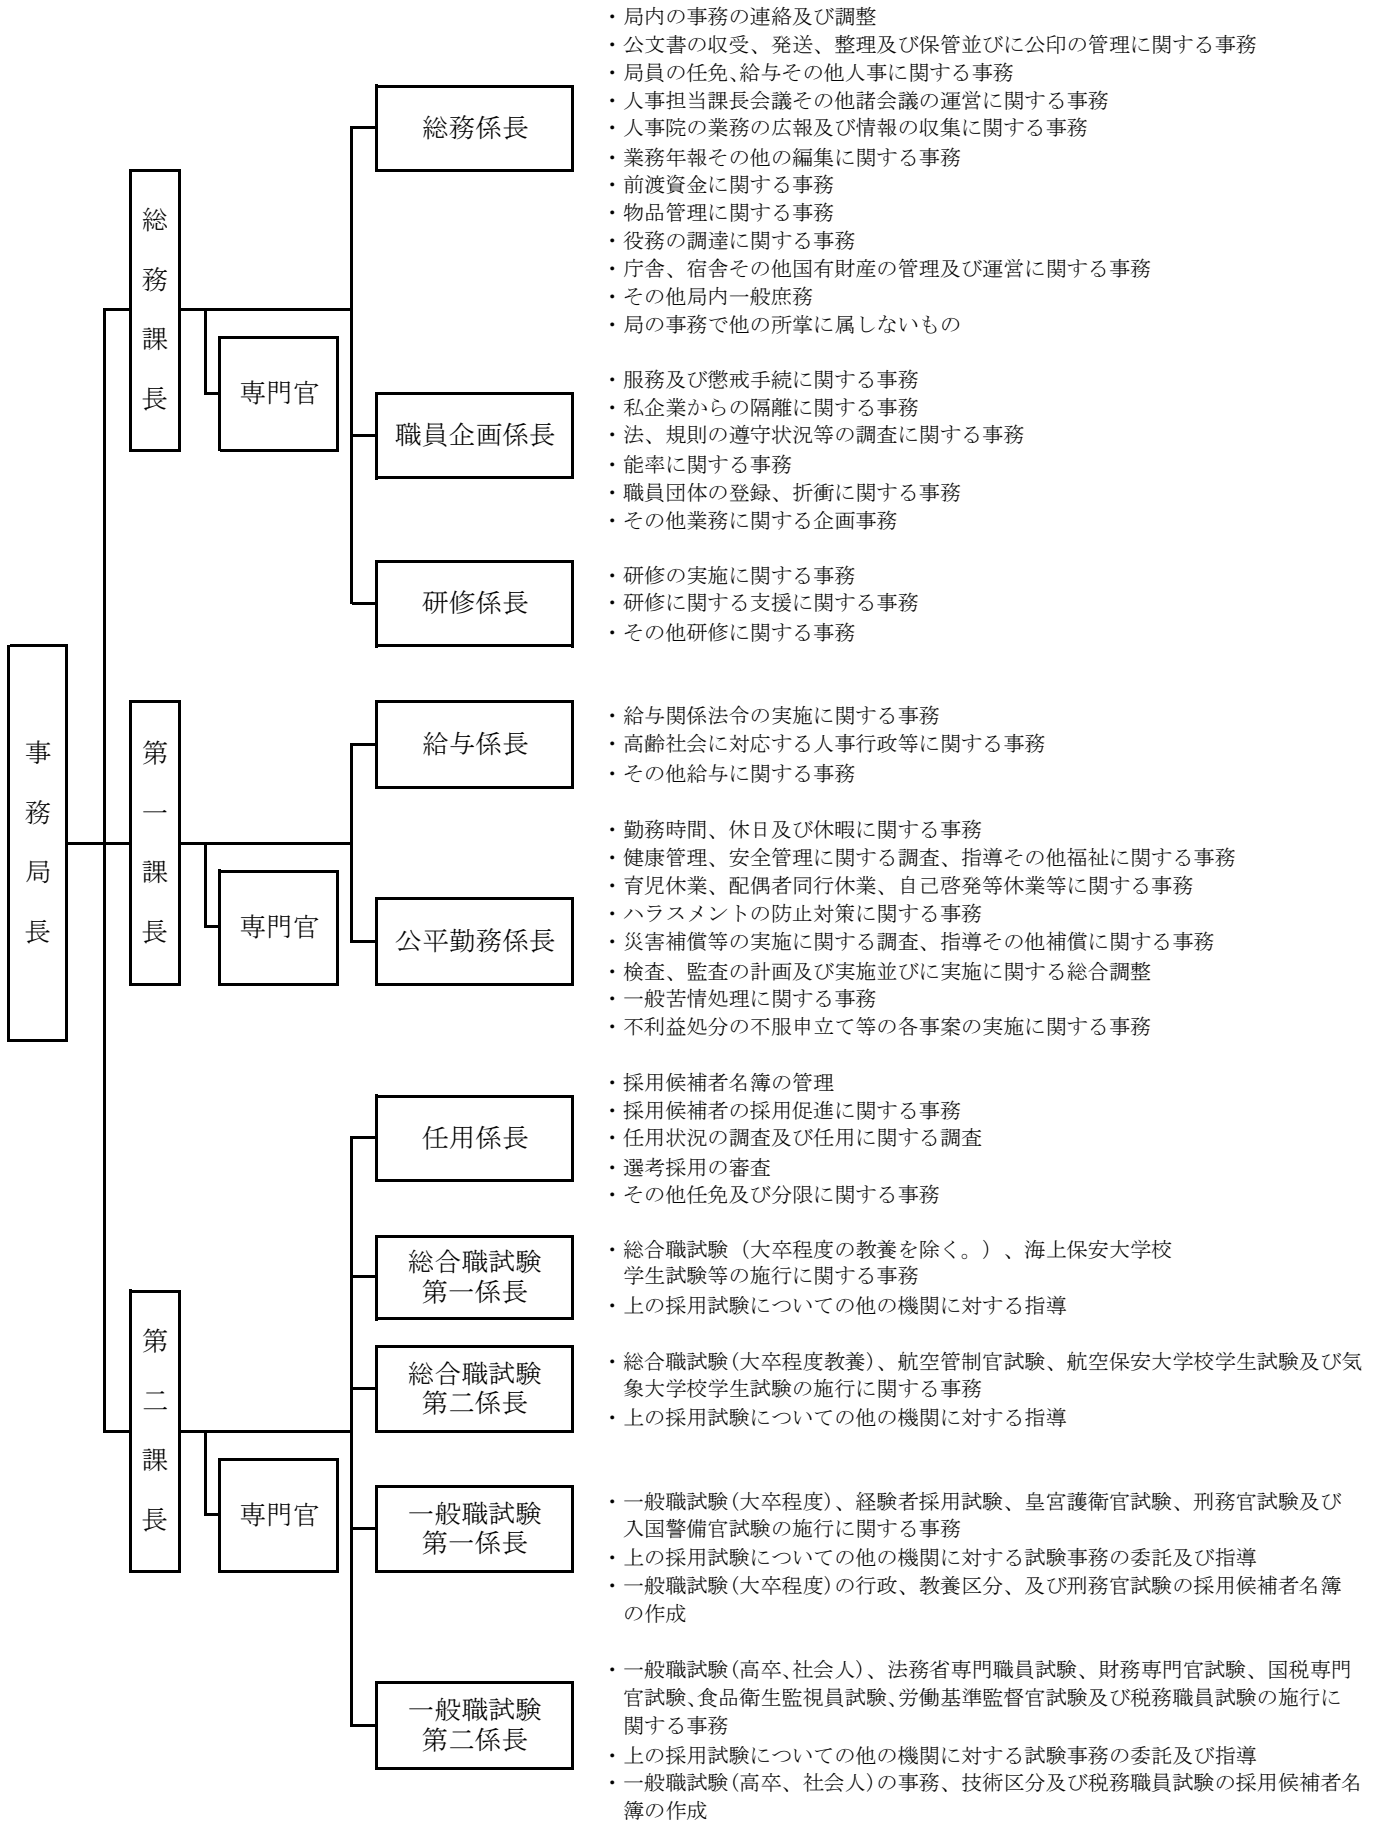 事務局長
総務課長
専門官
総務係長
・局内の事務の連絡及び調整
・公文書の収受、発送、整理及び保管並びに公印の管理に関する事務
・局員の任免、給与その他人事に関する事務
・人事担当課長会議その他諸会議の運営に関する事務
・人事院の業務の広報及び情報の収集に関する事務
・業務年報その他の編集に関する事務
・前渡資金に関する事務
・物品管理に関する事務
・役務の調達に関する事務
・庁舎、宿舎その他国有財産の管理及び運営に関する事務
・その他局内一般庶務
・局の事務で他の所掌に属しないもの
職員企画係長
・服務及び懲戒手続に関する事務
・私企業からの隔離に関する事務
・法、規則の遵守状況等の調査に関する事務
・能率に関する事務
・職員団体の登録、折衝に関する事務
・その他業務に関する企画事務
研修係長
・研修の実施に関する事務
・研修に関する支援に関する事務
・その他研修に関する事務
第一課長
専門官
給与係長
・給与関係法令の実施に関する事務
・高齢社会に対応する人事行政等に関する事務
・その他給与に関する事務
公平勤務係長
・勤務時間、休日及び休暇に関する事務
・健康管理、安全管理に関する調査、指導その他福祉に関する事務
・育児休業、配偶者同行休業、自己啓発等休業等に関する事務
・ハラスメントの防止対策に関する事務
・災害補償等の実施に関する調査、指導その他補償に関する事務
・検査、監査の計画及び実施並びに実施に関する総合調整
・一般苦情処理に関する事務
・不利益処分の不服申立て等の各事案の実施に関する事務
第二課長
専門官
任用係長
・採用候補者名簿の管理
・採用候補者の採用促進に関する事務
・任用状況の調査及び任用に関する調査
・選考採用の審査
・その他任免及び分限に関する事務
総合職試験
第一係長
・総合職試験（大卒程度の教養を除く。）、海上保安大学校
学生試験等の施行に関する事務
・上の採用試験についての他の機関に対する指導
総合職試験
第二係長
・総合職試験(大卒程度教養)、航空管制官試験、航空保安大学校学生試験及び気
象大学校学生試験の施行に関する事務
・上の採用試験についての他の機関に対する指導
一般職試験
第一係長
・一般職試験(大卒程度)、経験者採用試験、皇宮護衛官試験、刑務官試験及び
入国警備官試験の施行に関する事務
・上の採用試験についての他の機関に対する試験事務の委託及び指導
・一般職試験(大卒程度)の行政、教養区分、及び刑務官試験の採用候補者名簿
の作成
一般職試験
第二係長
・一般職試験(高卒、社会人)、法務省専門職員試験、財務専門官試験、国税専門
官試験、食品衛生監視員試験、労働基準監督官試験及び税務職員試験の施行に
関する事務
・上の採用試験についての他の機関に対する試験事務の委託及び指導
・一般職試験(高卒、社会人)の事務、技術区分及び税務職員試験の採用候補者名
簿の作成